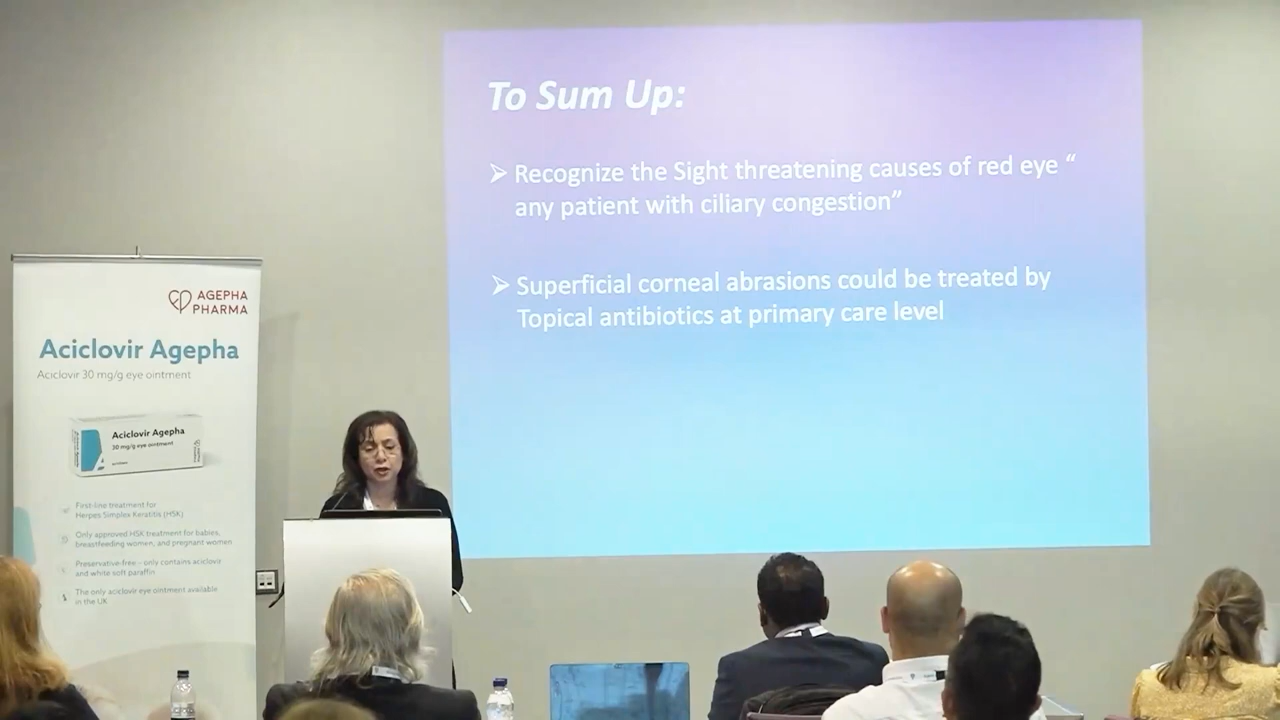 To Sum Up:
➢ Recognize the Sight threatening causes of red eye “
any patient with ciliary congestion”
➢ Superficial corneal abrasions could be treated by
Topical antibiotics at primary care level
AGEPHA
PHARMA
Aciclovir Agepha
Aciclovir 30 mg/g eye ointment
Aciclovir Agepha
30 mg/g eye ointment
First-line treatment for
Herpes Simplex Keratitis (HSK)
Only approved HSK treatment for babies,
breastfeeding women, and pregnant women
Preservative-free – only contains aciclovir
and white soft paraffin
The only aciclovir eye ointment available
in the UK